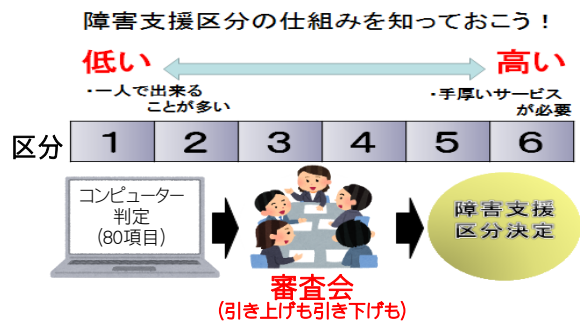 障害支援区分の仕組みを知っておこう！
低い
高い
・一人で出来る
ことが多い
・手厚いサービス
が必要
区分 1 2 3 4 5 6
コンピューター
判定
(80項目)
審査会
(引き上げも引き下げも)
障害支援
区分決定